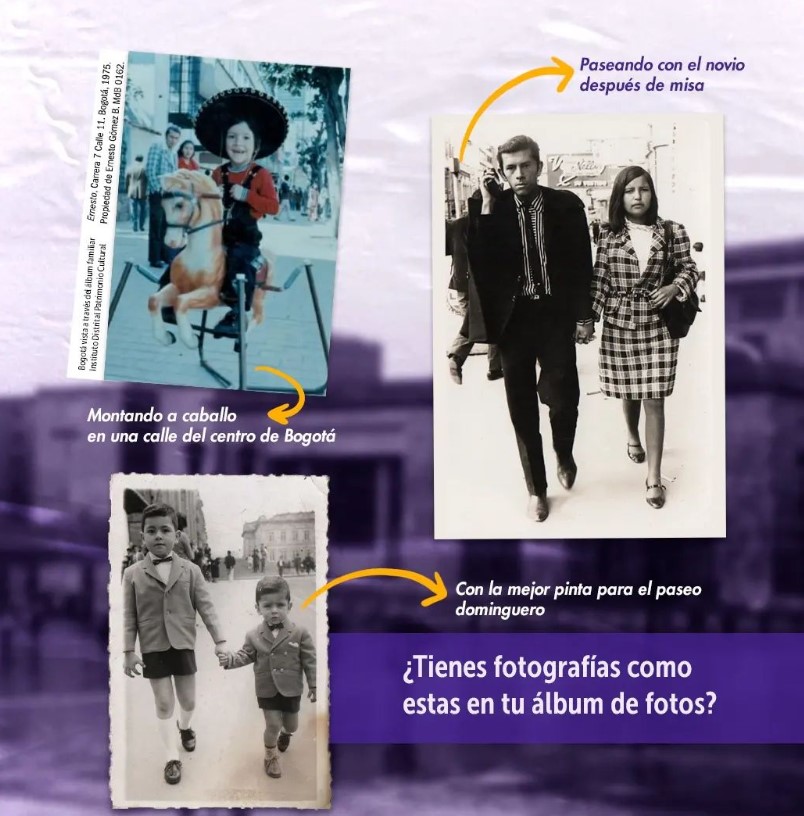 Ernesto, Carrera 7 Calle 11, Bogotá, 1975.
Propiedad de Ernesto Gómez B. MdB 0162.
Bogotá vista a través del álbum familiar
Instituto Distrital Patrimonio Cultural
Paseando con el novio
después de misa
Montando a caballo
en una calle del centro de Bogotá
Con la mejor pinta para el paseo
dominguero
¿Tienes fotografías como
estas en tu álbum de fotos?